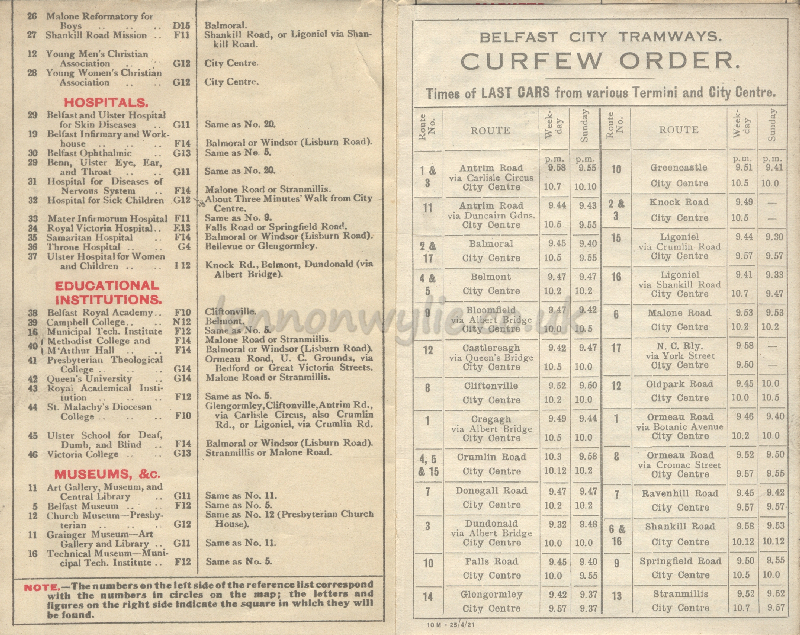 26 Malone Reformatory for
Boys .. .. .. D15 Balmoral.
27 Shankill Road Mission .. F11 Shankill Road, or Ligoniel via Shan-
kill Road.
12 Young Men's Christian
Association .. .. G12 City Centre.
28 Young Women's Christian
Association .. .. G12 City Centre.
HOSPITALS.
29 Belfast and Ulster Hospital
for Skin Diseases G11 Same as No. 20.
19 Belfast Infirmary and Work-
house .. .. .. F14 Balmoral or Windsor (Lisburn Road).
30 Belfast Ophthalmic .. G13 Same as No. 5.
29 Benn, Ulster Eye, Ear,
and Throat .. .. G11 Same as No. 20.
31 Hospital for Diseases of
Nervous System .. F14 Malone Road or Stranmillis.
32 Hospital for Sick Children G12 About Three Minutes' Walk from City
Centre.
33 Mater Infirmorum Hospital F11 Same as No. 9.
34 Royal Victoria Hospital.. E13 Falls Road or Springfield Road.
35 Samaritan Hospital .. F14 Balmoral or Windsor (Lisburn Road).
36 Throne Hospital .. .. G4 Bellevue or Glengormley.
37 Ulster Hospital for Women
and Children .. .. I 12 Knock Rd., Belmont, Dundonald (via
Albert Bridge).
EDUCATIONAL
INSTITUTIONS.
38 Belfast Royal Academy.. F10 Cliftonville.
39 Campbell College.. .. N12 Belmont.
16 Municipal Tech. Institute F12 Same as No. 5.
40 { Methodist College and F14 Malone Road or Stranmillis.
M'Arthur Hall .. F14 Balmoral or Windsor (Lisburn Road).
41 Presbyterian Theological Ormeau Road, U. C. Grounds, via
College .. .. .. G14 Bedford or Great Victoria Streets.
42 Queen's University .. G14 Malone Road or Stranmillis.
43 Royal Academical Insti-
tution .. .. .. F12 Same as No. 5.
44 St. Malachy's Diocesan Glengormley, Cliftonville, Antrim Rd.,
College .. .. .. F10 via Carlisle Circus, also Crumlin
Rd., or Ligoniel, via Crumlin Rd.
45 Ulster School for Deaf,
Dumb, and Blind .. F14 Balmoral or Windsor (Lisburn Road).
46 Victoria College .. .. G13 Stranmillis or Malone Road.
MUSEUMS, &c.
11 Art Gallery, Museum, and
Central Library .. G11 Same as No. 11.
5 Belfast Museum .. .. F12 Same as No. 5.
12 Church Museum—Presby- Same as No. 12 (Presbyterian Church
terian .. .. .. G12 House).
11 Grainger Museum—Art
Gallery and Library .. G11 Same as No. 11.
16 Technical Museum—Muni-
cipal Tech. Institute .. F12 Same as No. 5.
NOTE.—The numbers on the left side of the reference list correspond
with the numbers in circles on the map; the letters and
figures on the right side indicate the square in which they will
be found.
lennonwylie.co.uk
BELFAST CITY TRAMWAYS.
CURFEW ORDER.
Times of LAST CARS from various Termini and City Centre.
Route No. ROUTE Week-day Sunday
p.m. p.m.
1 & 3 Antrim Road 9.58 9.55
via Carlisle Circus
City Centre 10.7 10.10
11 Antrim Road 9.44 9.43
via Duncairn Gdns.
City Centre 10.5 9.55
2 & 17 Balmoral 9.45 9.40
City Centre 10.5 10.0
4 & 5 Belmont 9.47 9.47
City Centre 10.2 10.2
9 Bloomfield 9.47 9.42
via Albert Bridge
City Centre 10.0 10.5
12 Castlereagh 9.42 9.47
via Queen's Bridge
City Centre 10.5 10.0
8 Cliftonville 9.52 9.50
City Centre 10.2 10.0
1 Cregagh 9.49 9.44
via Albert Bridge
City Centre 10.5 10.0
4, 5 & 15 Crumlin Road 10.3 9.58
City Centre 10.12 10.2
7 Donegall Road 9.47 9.47
City Centre 10.2 10.2
3 Dundonald 9.32 9.48
via Albert Bridge
City Centre 10.0 10.0
10 Falls Road 9.45 9.40
City Centre 10.0 9.55
14 Glengormley 9.42 9.37
City Centre 9.57 9.37
Route No. ROUTE Week-day Sunday
p.m. p.m.
10 Greencastle 9.51 9.41
City Centre 10.5 10.0
2 & 3 Knock Road 9.49 —
City Centre 10.5 —
15 Ligoniel 9.44 9.30
via Crumlin Road
City Centre 9.57 9.57
16 Ligoniel 9.41 9.33
via Shankill Road
City Centre 10.7 9.47
6 Malone Road 9.53 9.53
City Centre 10.2 10.2
17 N. C. Rly. 9.58 —
via York Street
City Centre 9.50 —
12 Oldpark Road 9.45 10.0
City Centre 10.0 10.5
1 Ormeau Road 9 46 9.40
via Botanic Avenue
City Centre 10.2 10.0
8 Ormeau Road 9.52 9.50
via Cromac Street
City Centre 9.57 9.55
7 Ravenhill Road 9.45 9.42
City Centre 9.57 9.57
6 & 16 Shankill Road 9.58 9.53
City Centre 10.12 10.12
9 Springfield Road 9.50 9.55
City Centre 10.5 10.0
13 Stranmillis 9.52 9.52
City Centre 10.7 9.57
10 M - 25/4/21